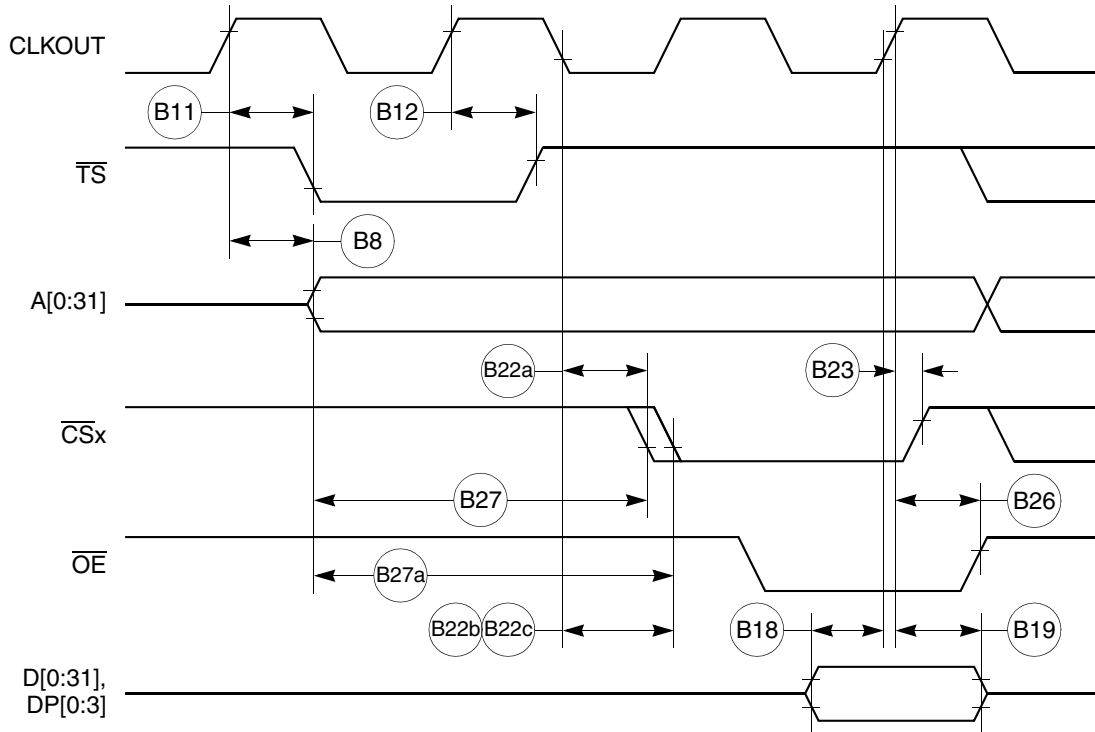 CLKOUT
B11
B12
TS
B8
A[0:31]
B22a
B23
CSx
B27
B26
OE
B27a
B22b B22c
B18
B19
D[0:31],
DP[0:3]